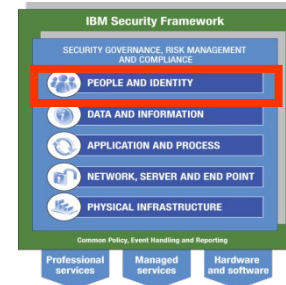 IBM Security Framework
SECURITY GOVERNANCE, RISK MANAGEMENT
AND COMPLIANCE
PEOPLE AND IDENTITY
DATA AND INFORMATION
APPLICATION AND PROCESS
NETWORK, SERVER AND END POINT
PHYSICAL INFRASTRUCTURE
Common Policy, Event Handling and Reporting
Professional services
Managed services
Hardware and software